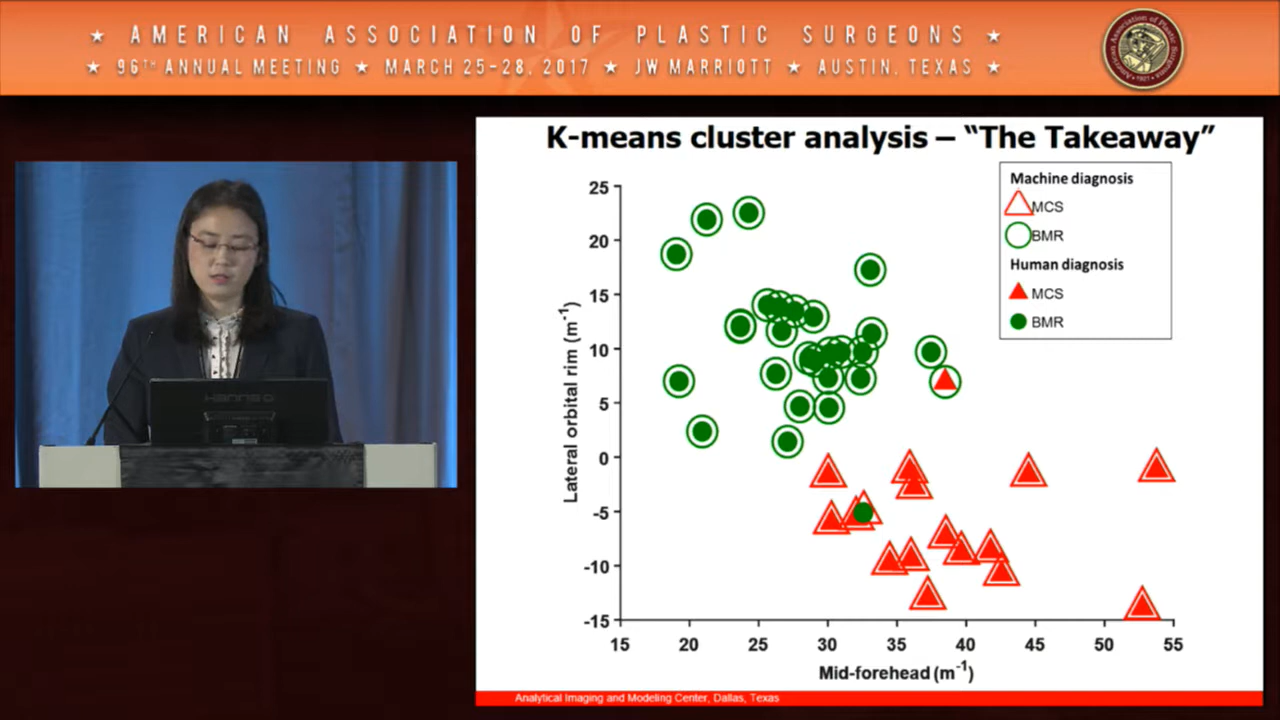 ★ AMERICAN ASSOCIATION OF PLASTIC SURGEONS ★
★ 96TH ANNUAL MEETING ★ MARCH 25-28, 2017 ★ JW MARRIOTT ★ AUSTIN, TEXAS ★
K-means cluster analysis – “The Takeaway”
Machine diagnosis
MCS
BMR
Human diagnosis
MCS
BMR
Lateral orbital rim (m-1)
25
20
15
10
5
0
-5
-10
-15
15 20 25 30 35 40 45 50 55
Mid-forehead (m-1)
Analytical Imaging and Modeling Center, Dallas, Texas